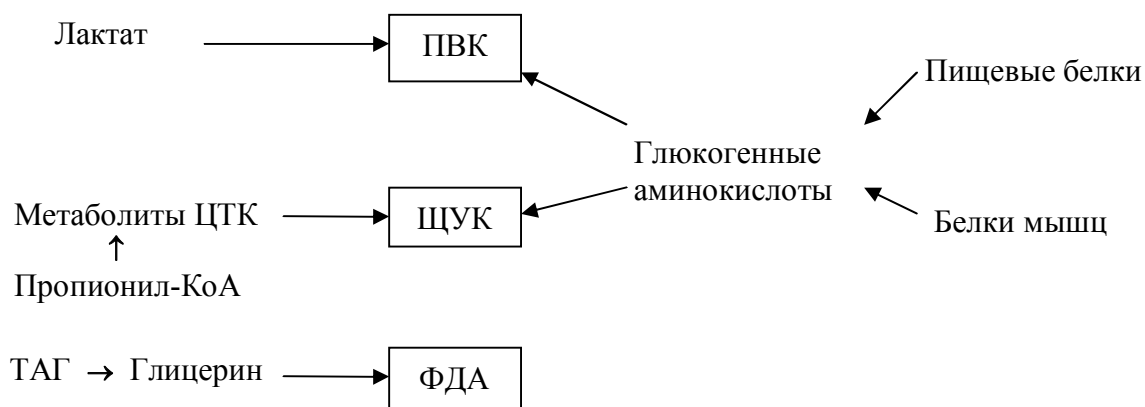 Лактат → ПВК
Пищевые белки
Глюкогенные
аминокислоты
Метаболиты ЦТК → ЩУК
Белки мышц
↑
Пропионил-КоА
ТАГ → Глицерин → ФДА